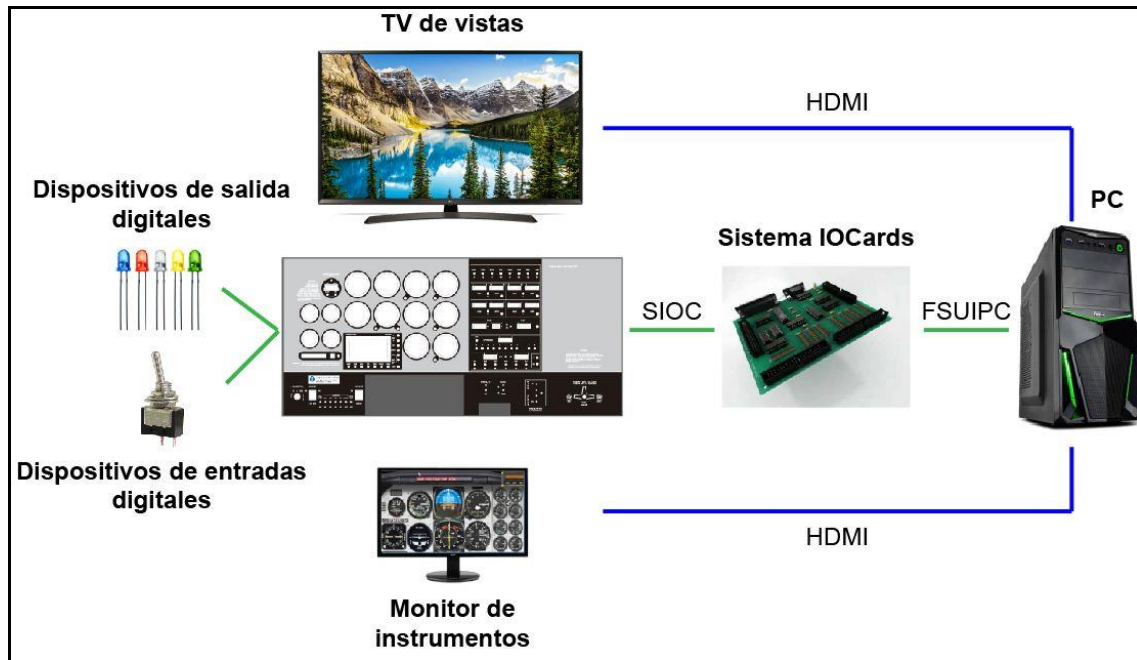 TV de vistas
HDMI
Dispositivos de salida
digitales
PC
Sistema IOCards
SIOC
FSUIPC
Dispositivos de entradas
digitales
HDMI
Monitor de
instrumentos